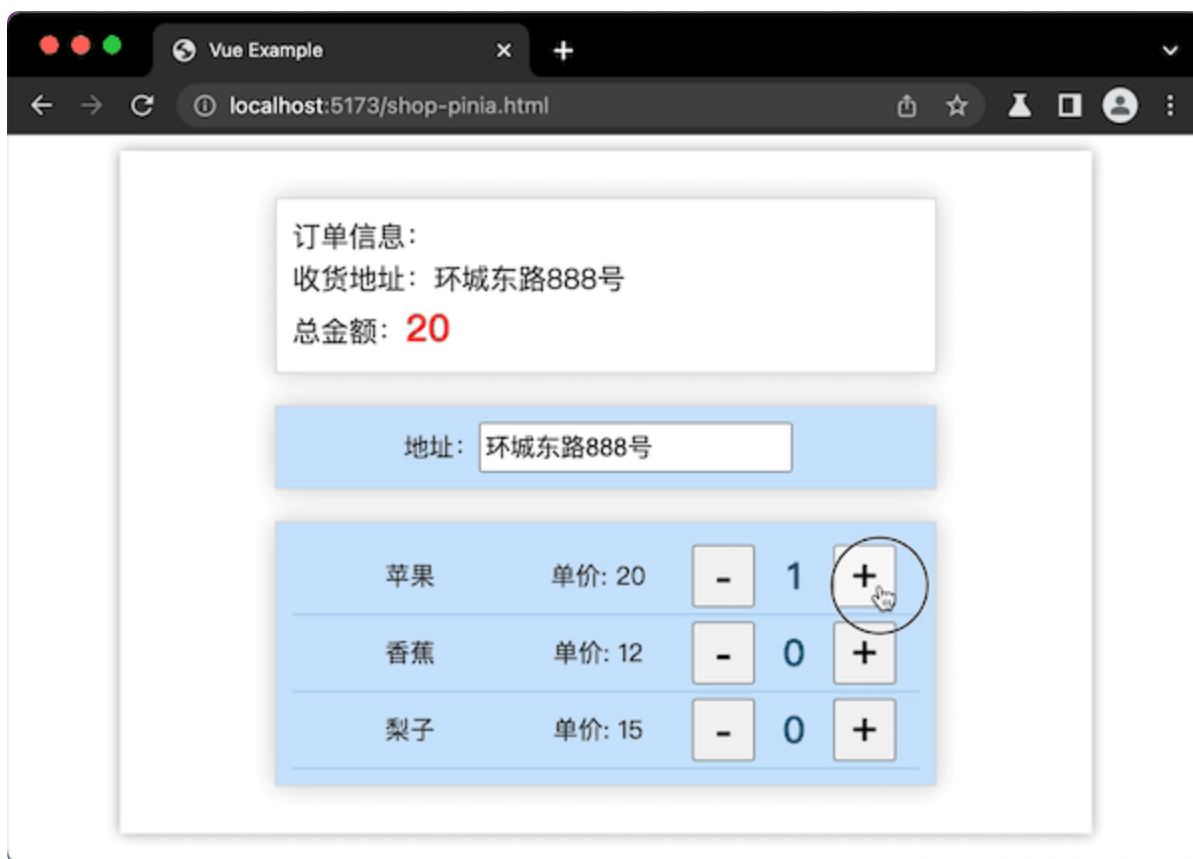 Vue Example
localhost:5173/shop-pinia.html
订单信息：
收货地址：环城东路888号
总金额：20
地址：环城东路888号
苹果 单价: 20 - 1 +
香蕉 单价: 12 - 0 +
梨子 单价: 15 - 0 +